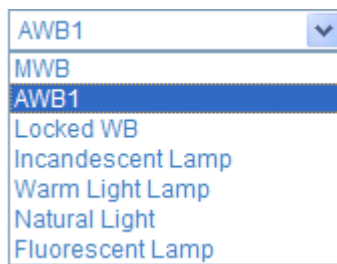 AWB1
MWB
AWB1
Locked WB
Incandescent Lamp
Warm Light Lamp
Natural Light
Fluorescent Lamp